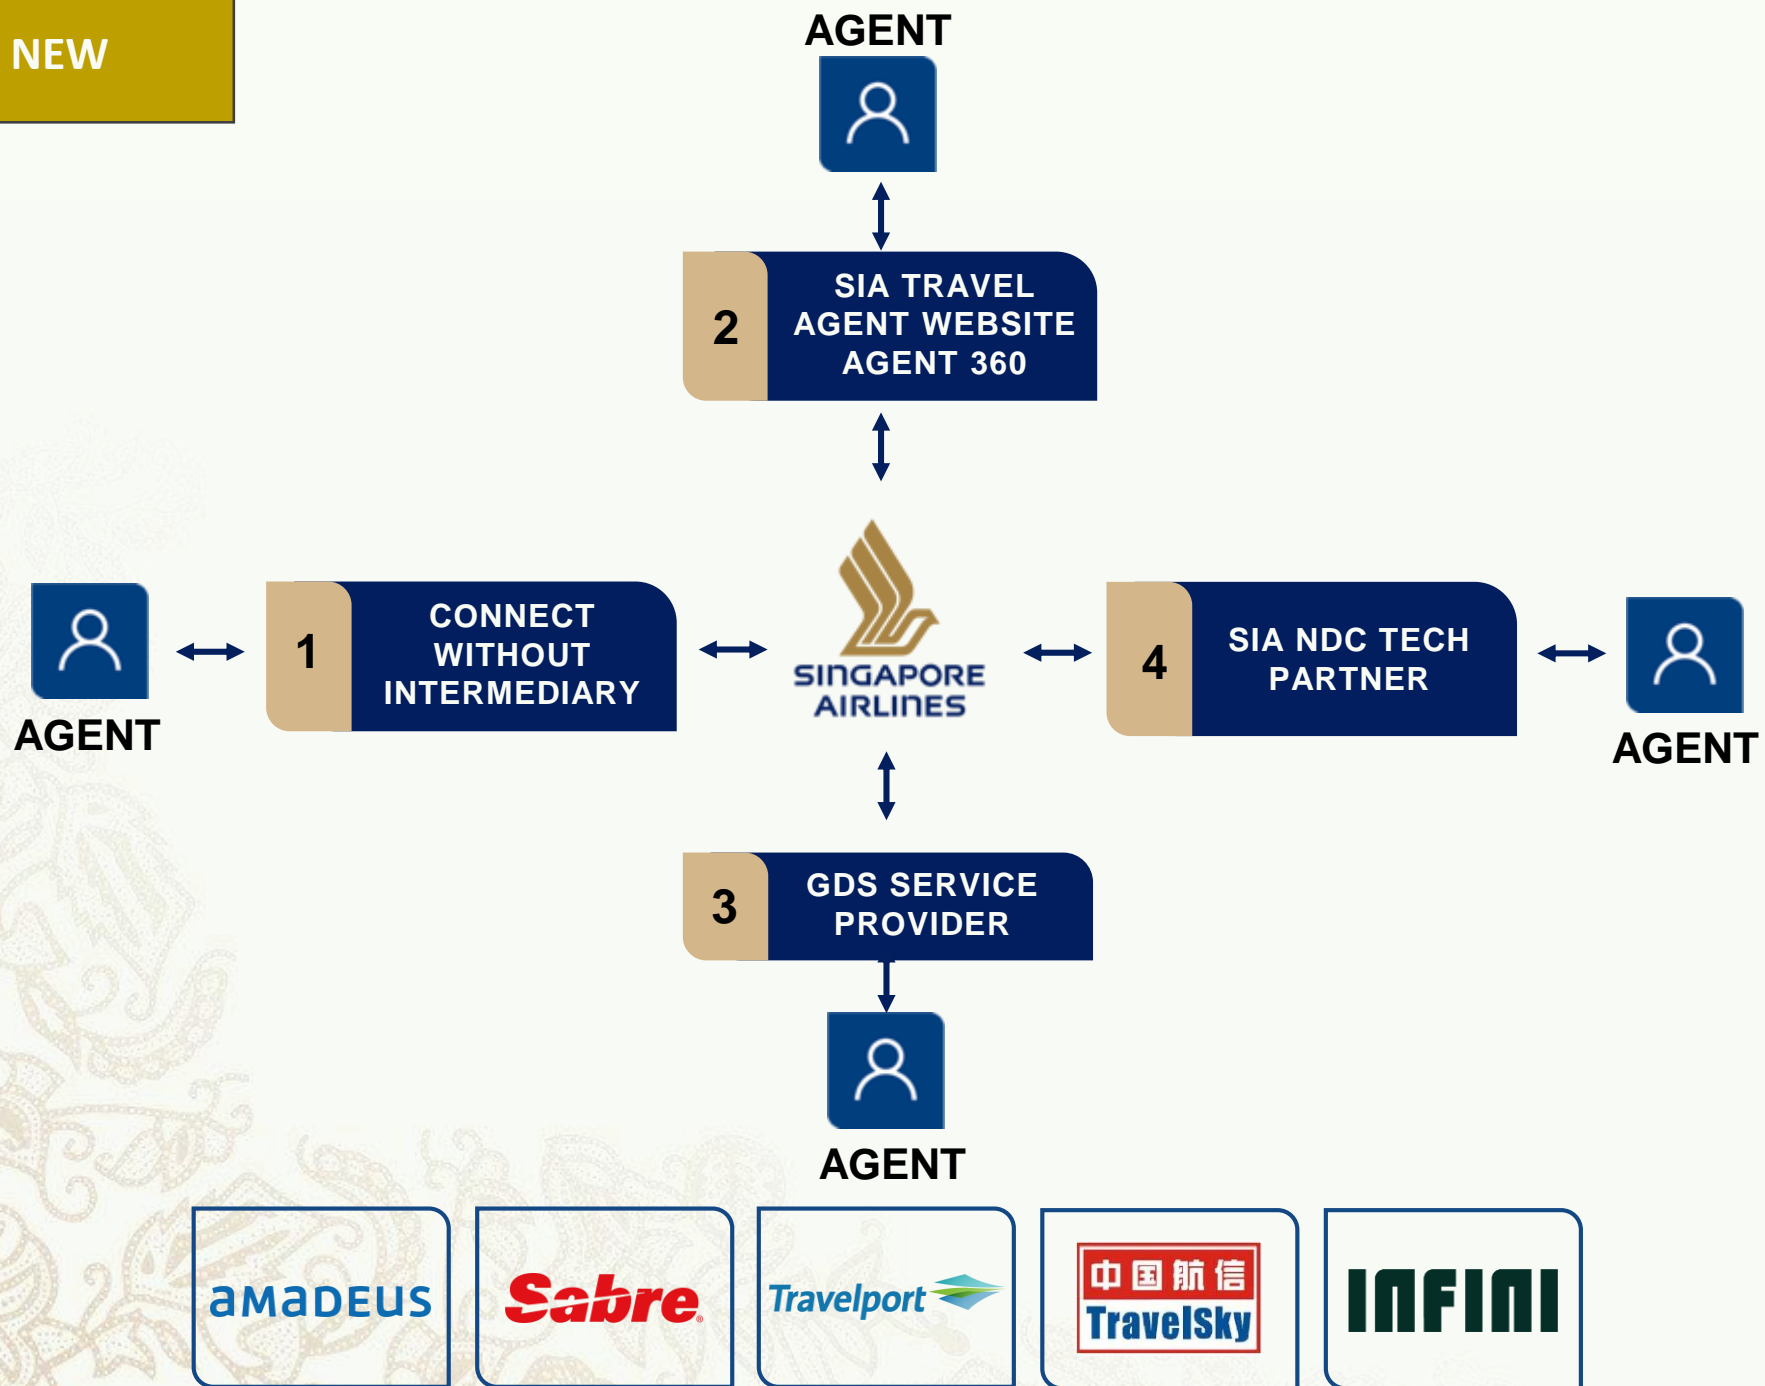 NEW
AGENT
2
SIA TRAVEL
AGENT WEBSITE
AGENT 360
1
CONNECT
WITHOUT
INTERMEDIARY
AGENT
SINGAPORE
AIRLINES
4
SIA NDC TECH
PARTNER
AGENT
3
GDS SERVICE
PROVIDER
AGENT
amadeus
Sabre
Travelport
中国航信
TravelSky
INFINI